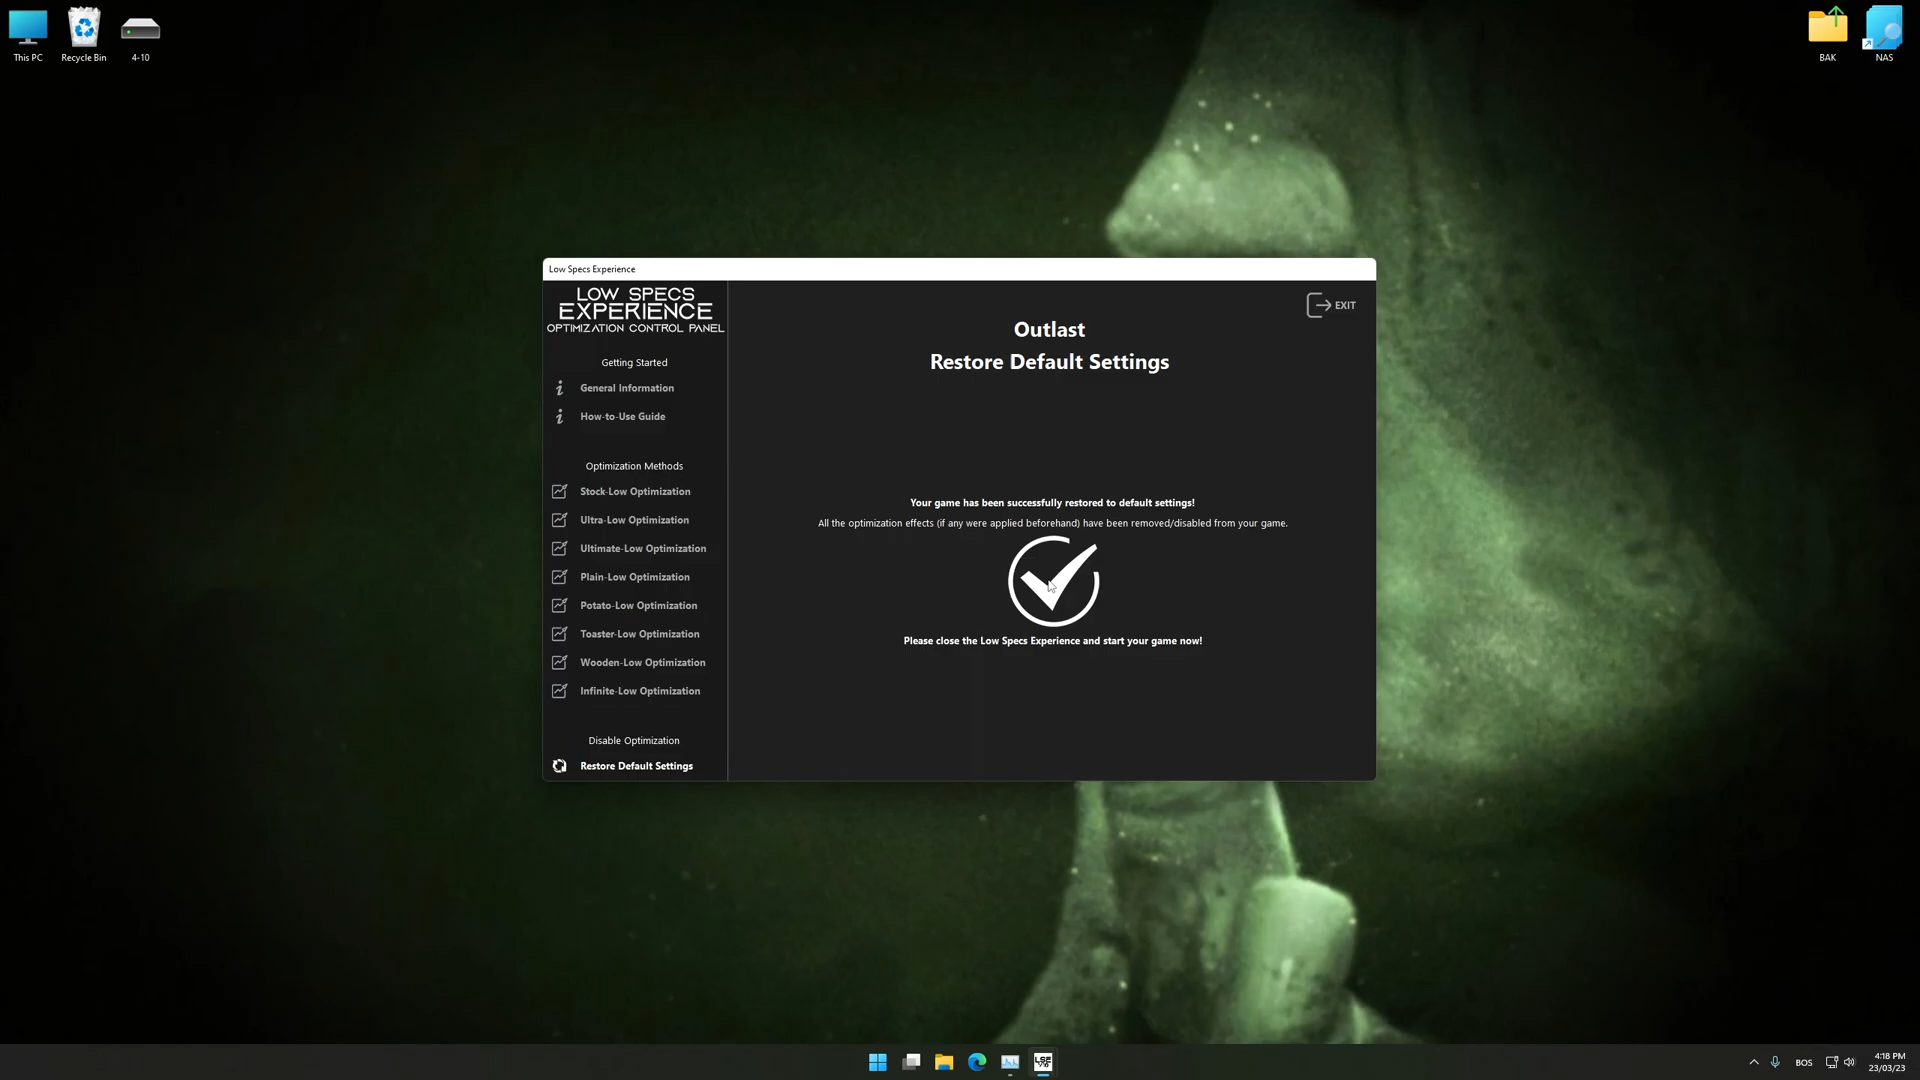 This PC
Recycle Bin
4-10
BAK
NAS
Low Specs Experience
LOW SPECS
EXPERIENCE
OPTIMIZATION CONTROL PANEL
Getting Started
General Information
How-to-Use Guide
Optimization Methods
Stock-Low Optimization
Ultra-Low Optimization
Ultimate-Low Optimization
Plain-Low Optimization
Potato-Low Optimization
Toaster-Low Optimization
Wooden-Low Optimization
Infinite-Low Optimization
Disable Optimization
Restore Default Settings
EXIT
Outlast
Restore Default Settings
Your game has been successfully restored to default settings!
All the optimization effects (if any were applied beforehand) have been removed/disabled from your game.
Please close the Low Specs Experience and start your game now!
LSE
BOS
4:18 PM
23/03/23